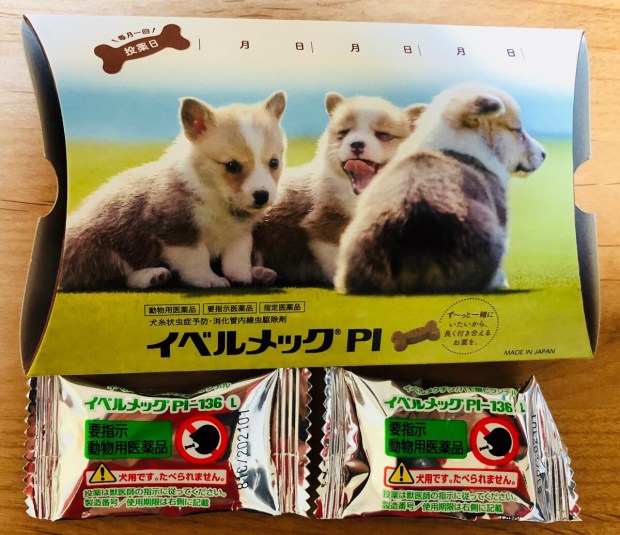 毎月一回!
投薬日
月 日 月 日 月 日
動物用医薬品 要指示医薬品 指定医薬品
犬糸状虫症予防・消化管内線虫駆除剤
イベルメック® PI
ず〜っと一緒に
いたいから、
長く付き合える
お薬を。
MADE IN JAPAN
イベルメック PI-136 L
要指示
動物用医薬品
犬用です。たべられません。
投薬は獣医師の指示に従ってください。
製造番号/使用期限は右側に記載
イベルメック PI-136 L
要指示
動物用医薬品
犬用です。たべられません。
投薬は獣医師の指示に従ってください。
製造番号/使用期限は右側に記載